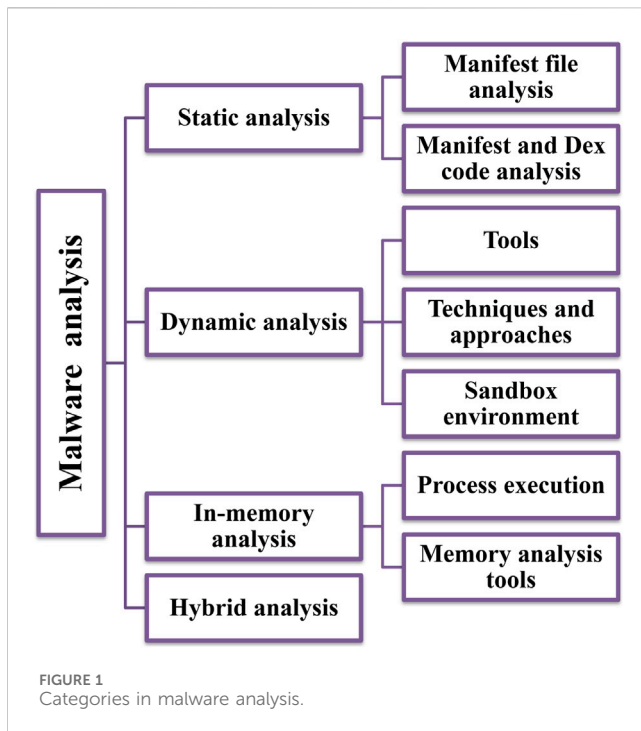 Malware analysis
Static analysis
Manifest file
analysis
Manifest and Dex
code analysis
Dynamic analysis
Tools
Techniques and
approaches
Sandbox
environment
In-memory
analysis
Process execution
Memory analysis
tools
Hybrid analysis
FIGURE 1
Categories in malware analysis.